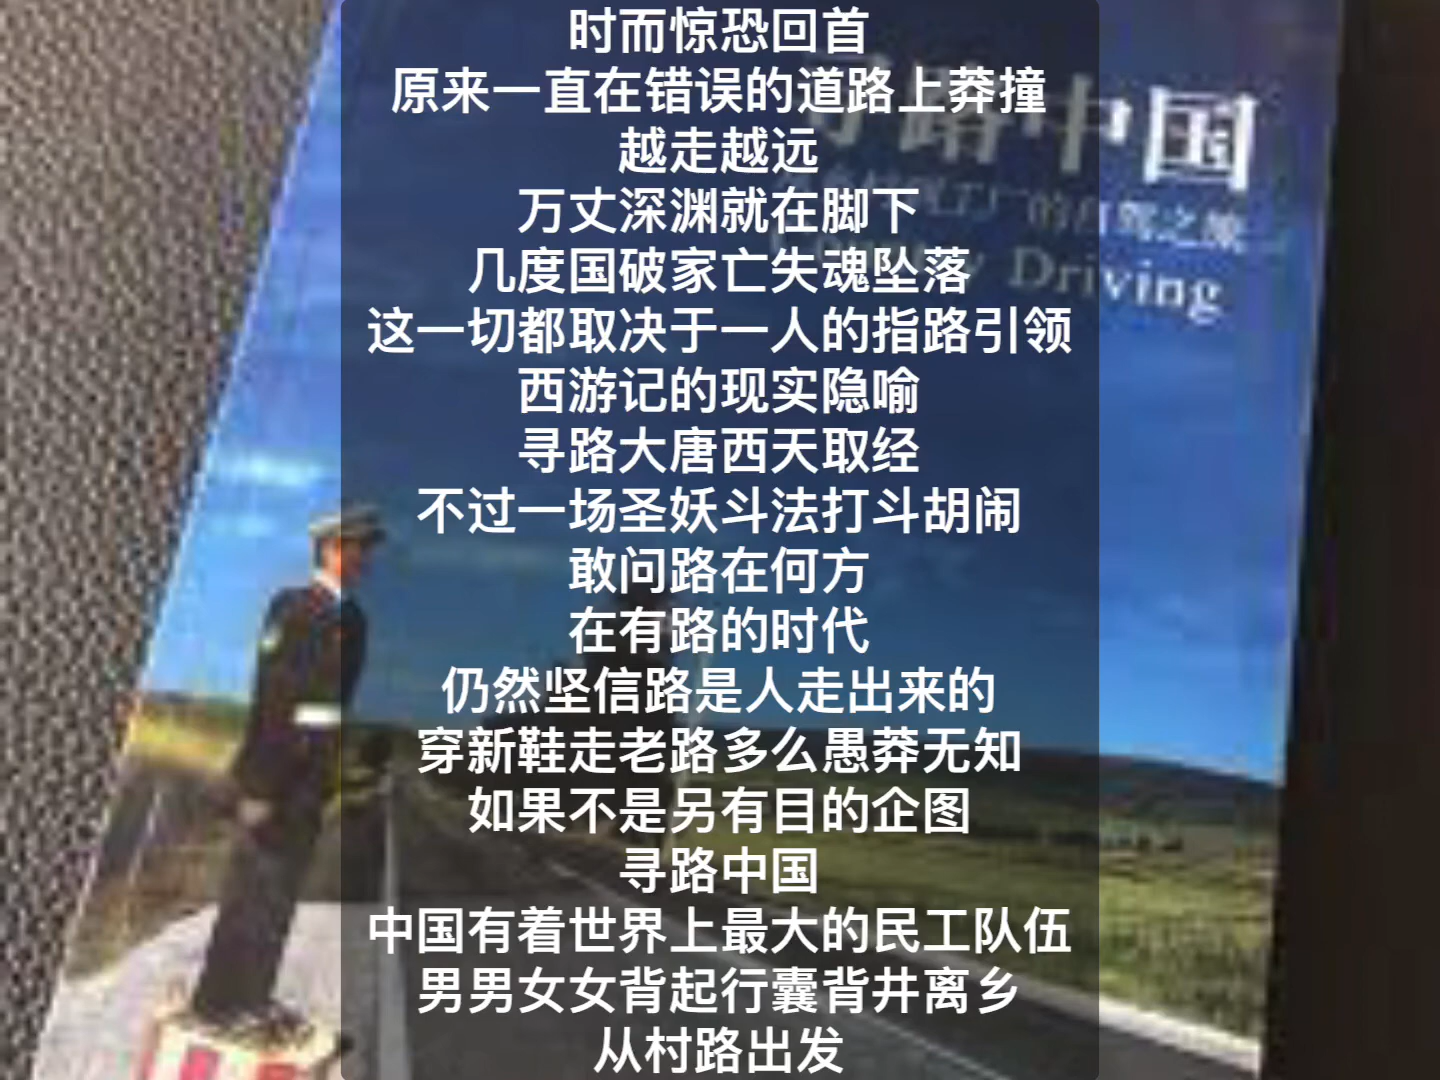 时而惊恐回首
原来一直在错误的道路上莽撞
越走越远
万丈深渊就在脚下
几度国破家亡失魂坠落
这一切都取决于一人的指路引领
西游记的现实隐喻
寻路大唐西天取经
不过一场圣妖斗法打斗胡闹
敢问路在何方
在有路的时代
仍然坚信路是人走出来的
穿新鞋走老路多么愚莽无知
如果不是另有目的企图
寻路中国
中国有着世界上最大的民工队伍
男男女女背起行囊背井离乡
从村路出发
寻路中国
的自驾之旅
Driving